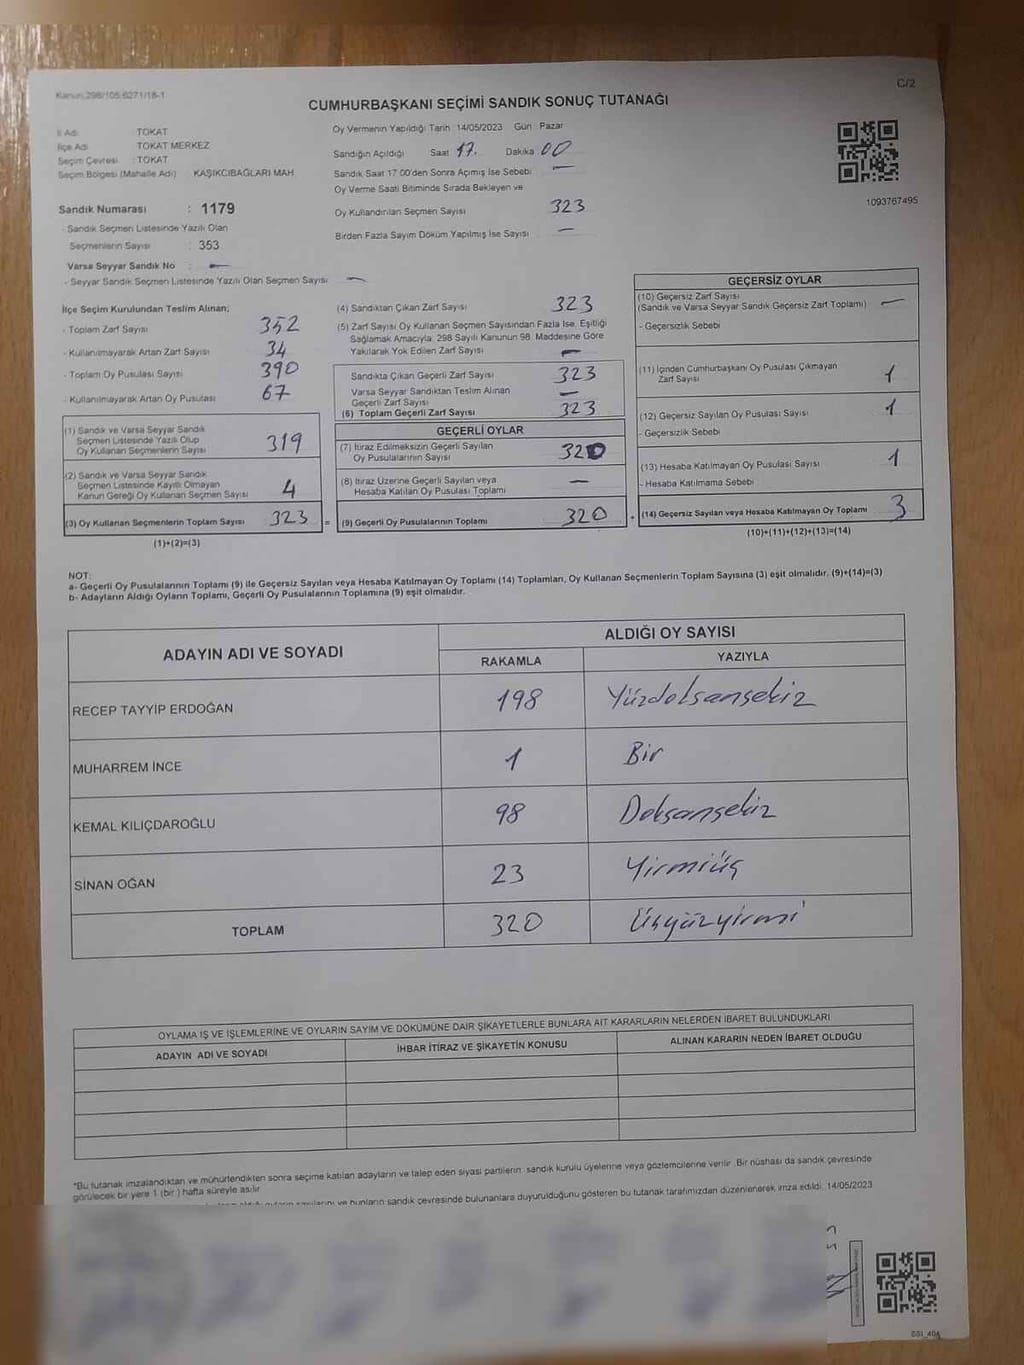 Kanun:298/105.6271/18-1
C/2
CUMHURBAŞKANI SEÇİMİ SANDIK SONUÇ TUTANAĞI
İl Adı : TOKAT
İlçe Adı : TOKAT MERKEZ
Seçim Çevresi : TOKAT
Seçim Bölgesi (Mahalle Adı) KAŞIKCIBAĞLARI MAH
Sandık Numarası : 1179
- Sandık Seçmen Listesinde Yazılı Olan
Seçmenlerin Sayısı : 353
Varsa Seyyar Sandık No : —
- Seyyar Sandık Seçmen Listesinde Yazılı Olan Seçmen Sayısı : —
Oy Vermenin Yapıldığı Tarih 14/05/2023 Gün Pazar
Sandığın Açıldığı Saat 17. Dakika 00
Sandık Saat 17.00'den Sonra Açımış İse Sebebi —
Oy Verme Saati Bitiminde Sırada Bekleyen ve
Oy Kullandırılan Seçmen Sayısı 323
Birden Fazla Sayım Döküm Yapılmış İse Sayısı —
1093767495
İlçe Seçim Kurulundan Teslim Alınan;
- Toplam Zarf Sayısı 352
- Kullanılmayarak Artan Zarf Sayısı 34
- Toplam Oy Pusulası Sayısı 390
- Kullanılmayarak Artan Oy Pusulası 67
(1) Sandık ve Varsa Seyyar Sandık
Seçmen Listesinde Yazılı Olup
Oy Kullanan Seçmenlerin Sayısı 319
(2) Sandık ve Varsa Seyyar Sandık
Seçmen Listesinde Kayıtlı Olmayan
Kanun Gereği Oy Kullanan Seçmen Sayısı 4
(3) Oy Kullanan Seçmenlerin Toplam Sayısı 323 =
(1)+(2)=(3)
(4) Sandıktan Çıkan Zarf Sayısı 323
(5) Zarf Sayısı Oy Kullanan Seçmen Sayısından Fazla İse, Eşitliği
Sağlamak Amacıyla, 298 Sayılı Kanunun 98. Maddesine Göre
Yakılarak Yok Edilen Zarf Sayısı —
Sandıkta Çıkan Geçerli Zarf Sayısı 323
Varsa Seyyar Sandıktan Teslim Alınan
Geçerli Zarf Sayısı —
(6) Toplam Geçerli Zarf Sayısı 323
GEÇERLİ OYLAR
(7) İtiraz Edilmeksizin Geçerli Sayılan
Oy Pusulalarının Sayısı 320
(8) İtiraz Üzerine Geçerli Sayılan veya
Hesaba Katılan Oy Pusulası Toplamı —
(9) Geçerli Oy Pusulalarının Toplamı 320 +
GEÇERSİZ OYLAR
(10) Geçersiz Zarf Sayısı
(Sandık ve Varsa Seyyar Sandık Geçersiz Zarf Toplamı) —
- Geçersizlik Sebebi
(11) İçinden Cumhurbaşkanı Oy Pusulası Çıkmayan
Zarf Sayısı 1
(12) Geçersiz Sayılan Oy Pusulası Sayısı 1
- Geçersizlik Sebebi
(13) Hesaba Katılmayan Oy Pusulası Sayısı 1
- Hesaba Katılmama Sebebi
(14) Geçersiz Sayılan veya Hesaba Katılmayan Oy Toplamı 3
(10)+(11)+(12)+(13)=(14)
NOT:
a- Geçerli Oy Pusulalarının Toplamı (9) ile Geçersiz Sayılan veya Hesaba Katılmayan Oy Toplamı (14) Toplamları, Oy Kullanan Seçmenlerin Toplam Sayısına (3) eşit olmalıdır. (9)+(14)=(3)
b- Adayların Aldığı Oyların Toplamı, Geçerli Oy Pusulalarının Toplamına (9) eşit olmalıdır.
ADAYIN ADI VE SOYADI
ALDIĞI OY SAYISI
RAKAMLA YAZIYLA
RECEP TAYYİP ERDOĞAN 198 Yüzdoksansekiz
MUHARREM İNCE 1 Bir
KEMAL KILIÇDAROĞLU 98 Doksansekiz
SİNAN OĞAN 23 Yirmiüç
TOPLAM 320 Üçyüzyirmi
OYLAMA İŞ VE İŞLEMLERİNE VE OYLARIN SAYIM VE DÖKÜMÜNE DAİR ŞİKAYETLERLE BUNLARA AİT KARARLARIN NELERDEN İBARET BULUNDUKLARI
ADAYIN ADI VE SOYADI İHBAR İTİRAZ VE ŞİKAYETİN KONUSU ALINAN KARARIN NEDEN İBARET OLDUĞU
*Bu tutanak imzalandıktan ve mühürlendikten sonra seçime katılan adayların ve talep eden siyasi partilerin sandık kurulu üyelerine veya gözlemcilerine verilir. Bir nüshası da sandık çevresinde
görülecek bir yere 1 (bir) hafta süreyle asılır.
ve bunların sandık çevresinde bulunanlara duyurulduğunu gösteren bu tutanak tarafımızdan düzenlenerek imza edildi. 14/05/2023